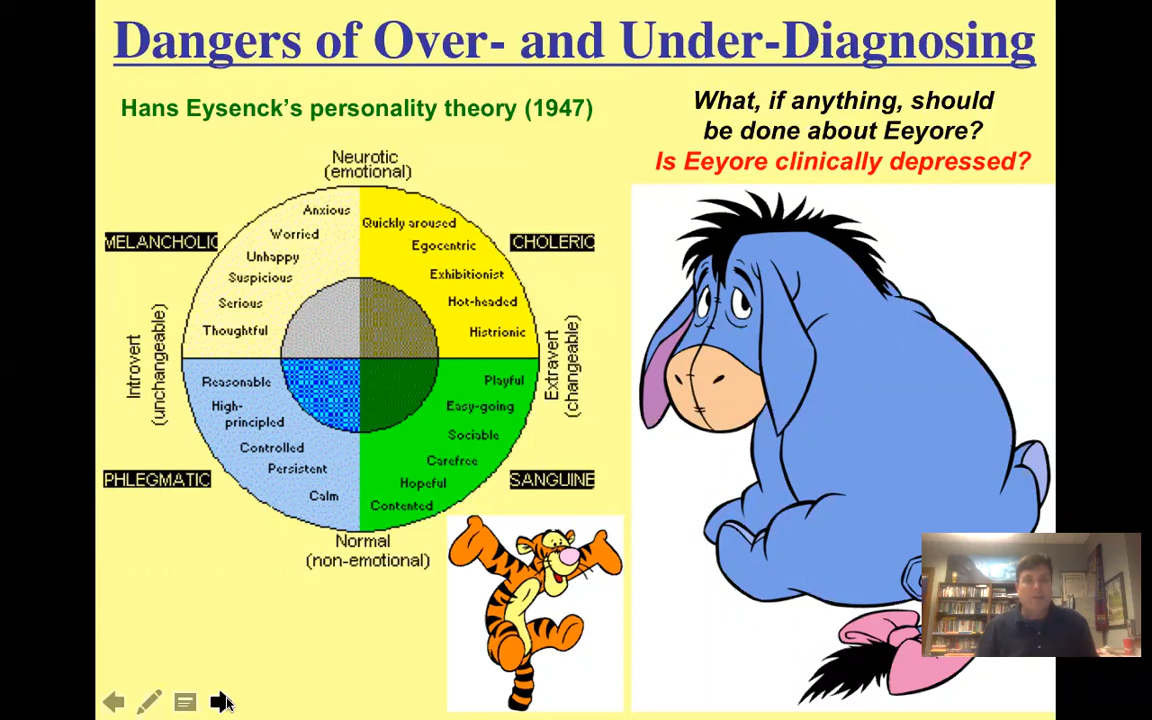 Dangers of Over- and Under-Diagnosing
Hans Eysenck's personality theory (1947)
What, if anything, should
be done about Eeyore?
Is Eeyore clinically depressed?
Neurotic
(emotional)
MELANCHOLIC
CHOLERIC
Anxious
Worried
Unhappy
Suspicious
Serious
Thoughtful
Quickly aroused
Egocentric
Exhibitionist
Hot-headed
Histrionic
Introvert
(unchangeable)
Extravert
(changeable)
Reasonable
High-
principled
Controlled
Persistent
Calm
Playful
Easy-going
Sociable
Carefree
Hopeful
Contented
PHLEGMATIC
SANGUINE
Normal
(non-emotional)